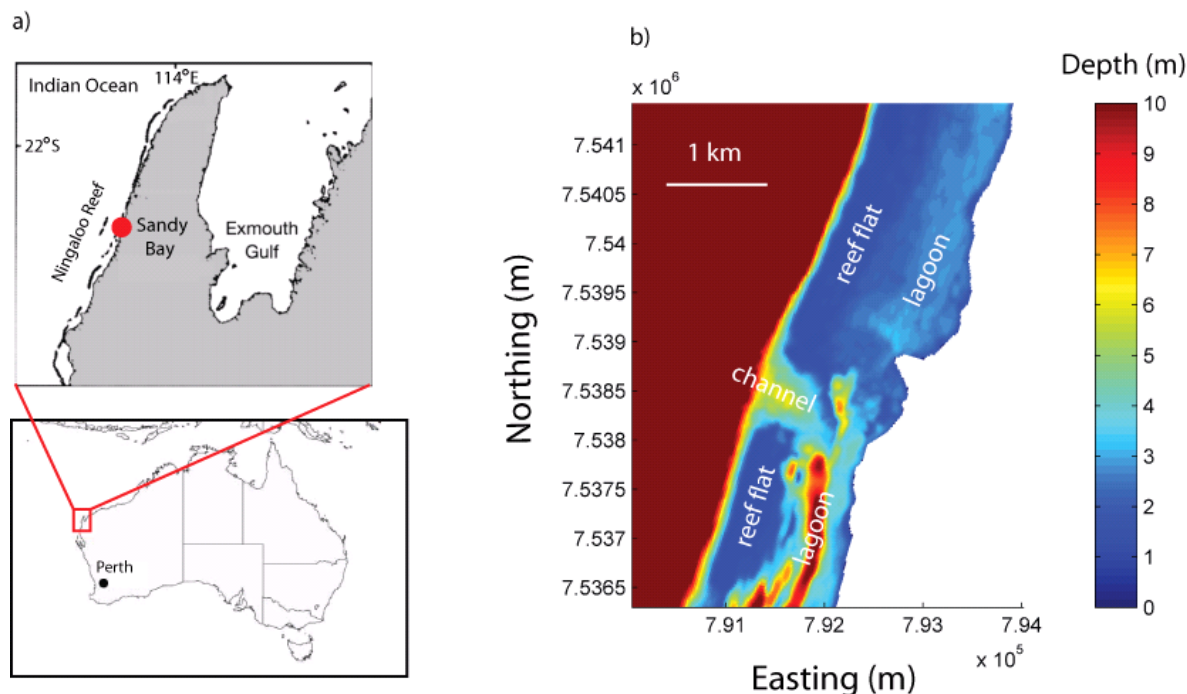 a)
Indian Ocean
114°E
22°S
Ningaloo Reef
Sandy
Bay
Exmouth
Gulf
Perth
b)
Depth (m)
x 10⁶
7.541
7.5405
7.54
7.5395
7.539
7.5385
7.538
7.5375
7.537
7.5365
Northing (m)
1 km
reef flat
lagoon
channel
reef flat
lagoon
7.91
7.92
7.93
7.94
x 10⁵
Easting (m)
10
9
8
7
6
5
4
3
2
1
0